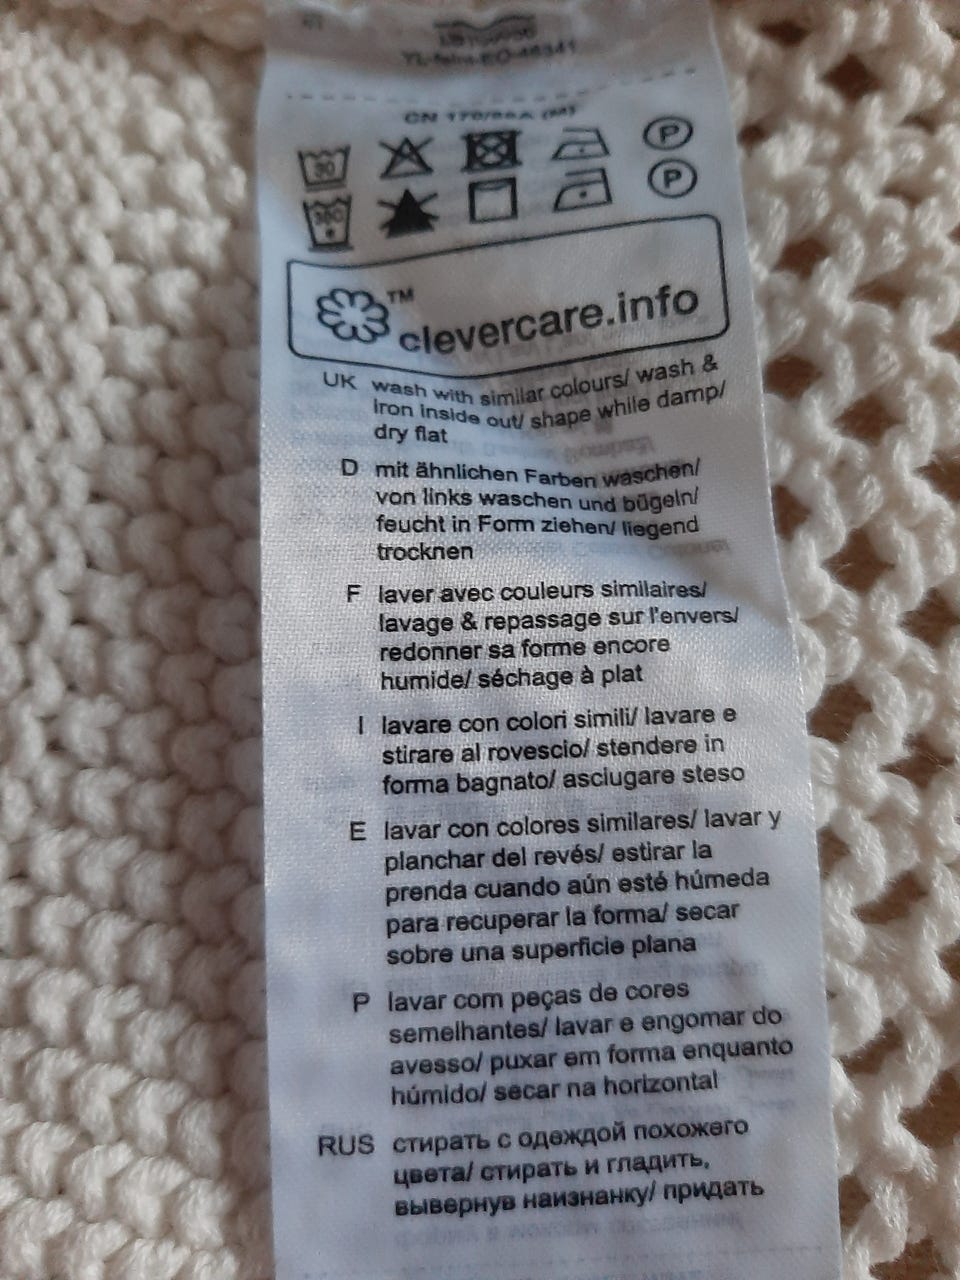 CN 170/88A (M)
30
P
P
TM
clevercare.info
UK wash with similar colours/ wash &
iron inside out/ shape while damp/
dry flat
D mit ähnlichen Farben waschen/
von links waschen und bügeln/
feucht in Form ziehen/ liegend
trocknen
F laver avec couleurs similaires/
lavage & repassage sur l'envers/
redonner sa forme encore
humide/ séchage à plat
I lavare con colori simili/ lavare e
stirare al rovescio/ stendere in
forma bagnato/ asciugare steso
E lavar con colores similares/ lavar y
planchar del revés/ estirar la
prenda cuando aún esté húmeda
para recuperar la forma/ secar
sobre una superficie plana
P lavar com peças de cores
semelhantes/ lavar e engomar do
avesso/ puxar em forma enquanto
húmido/ secar na horizontal
RUS стирать с одеждой похожего
цвета/ стирать и гладить,
вывернув наизнанку/ придать